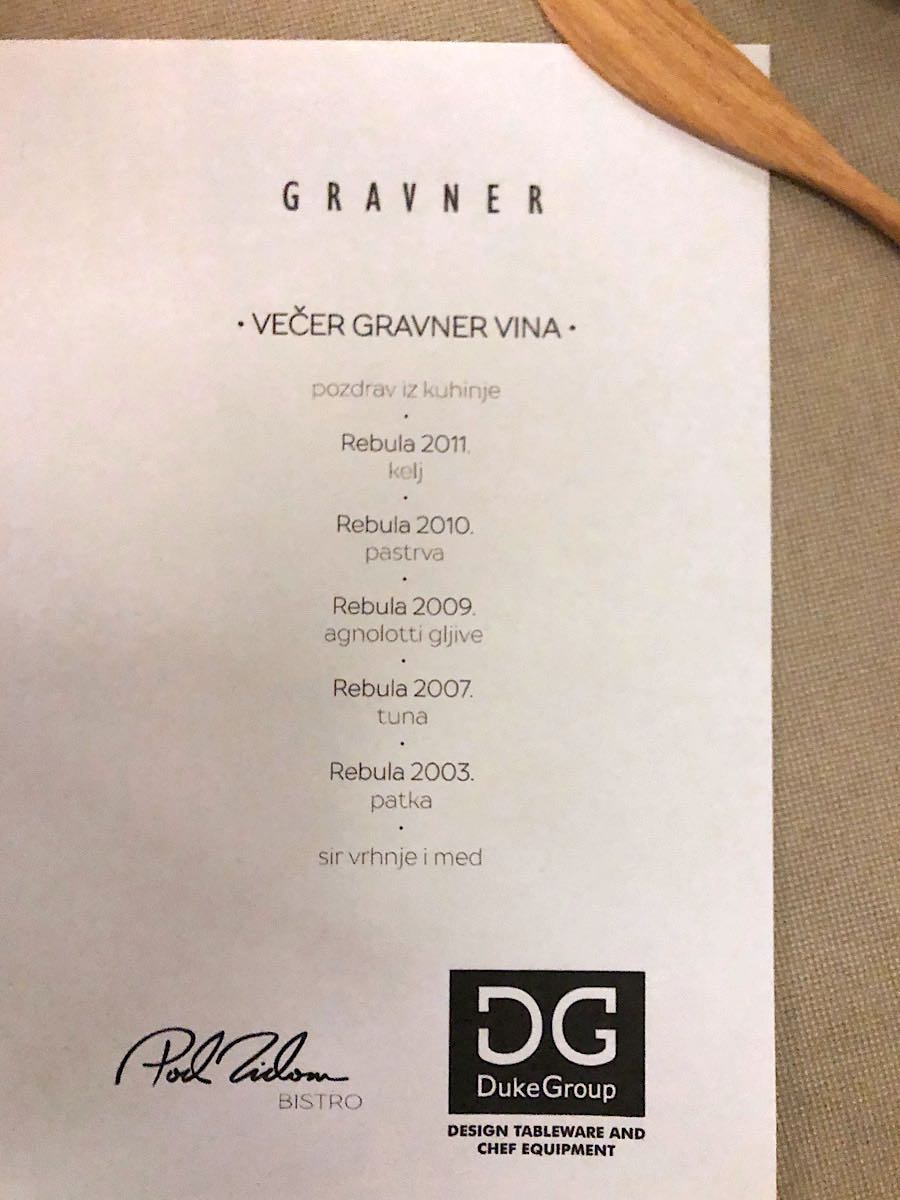 GRAVNER
• VEČER GRAVNER VINA •
pozdrav iz kuhinje
•
Rebula 2011.
kelj
•
Rebula 2010.
pastrva
•
Rebula 2009.
agnolotti gljive
•
Rebula 2007.
tuna
•
Rebula 2003.
patka
•
sir vrhnje i med
Pod Zidom
BISTRO
DG
DukeGroup
DESIGN TABLEWARE AND
CHEF EQUIPMENT